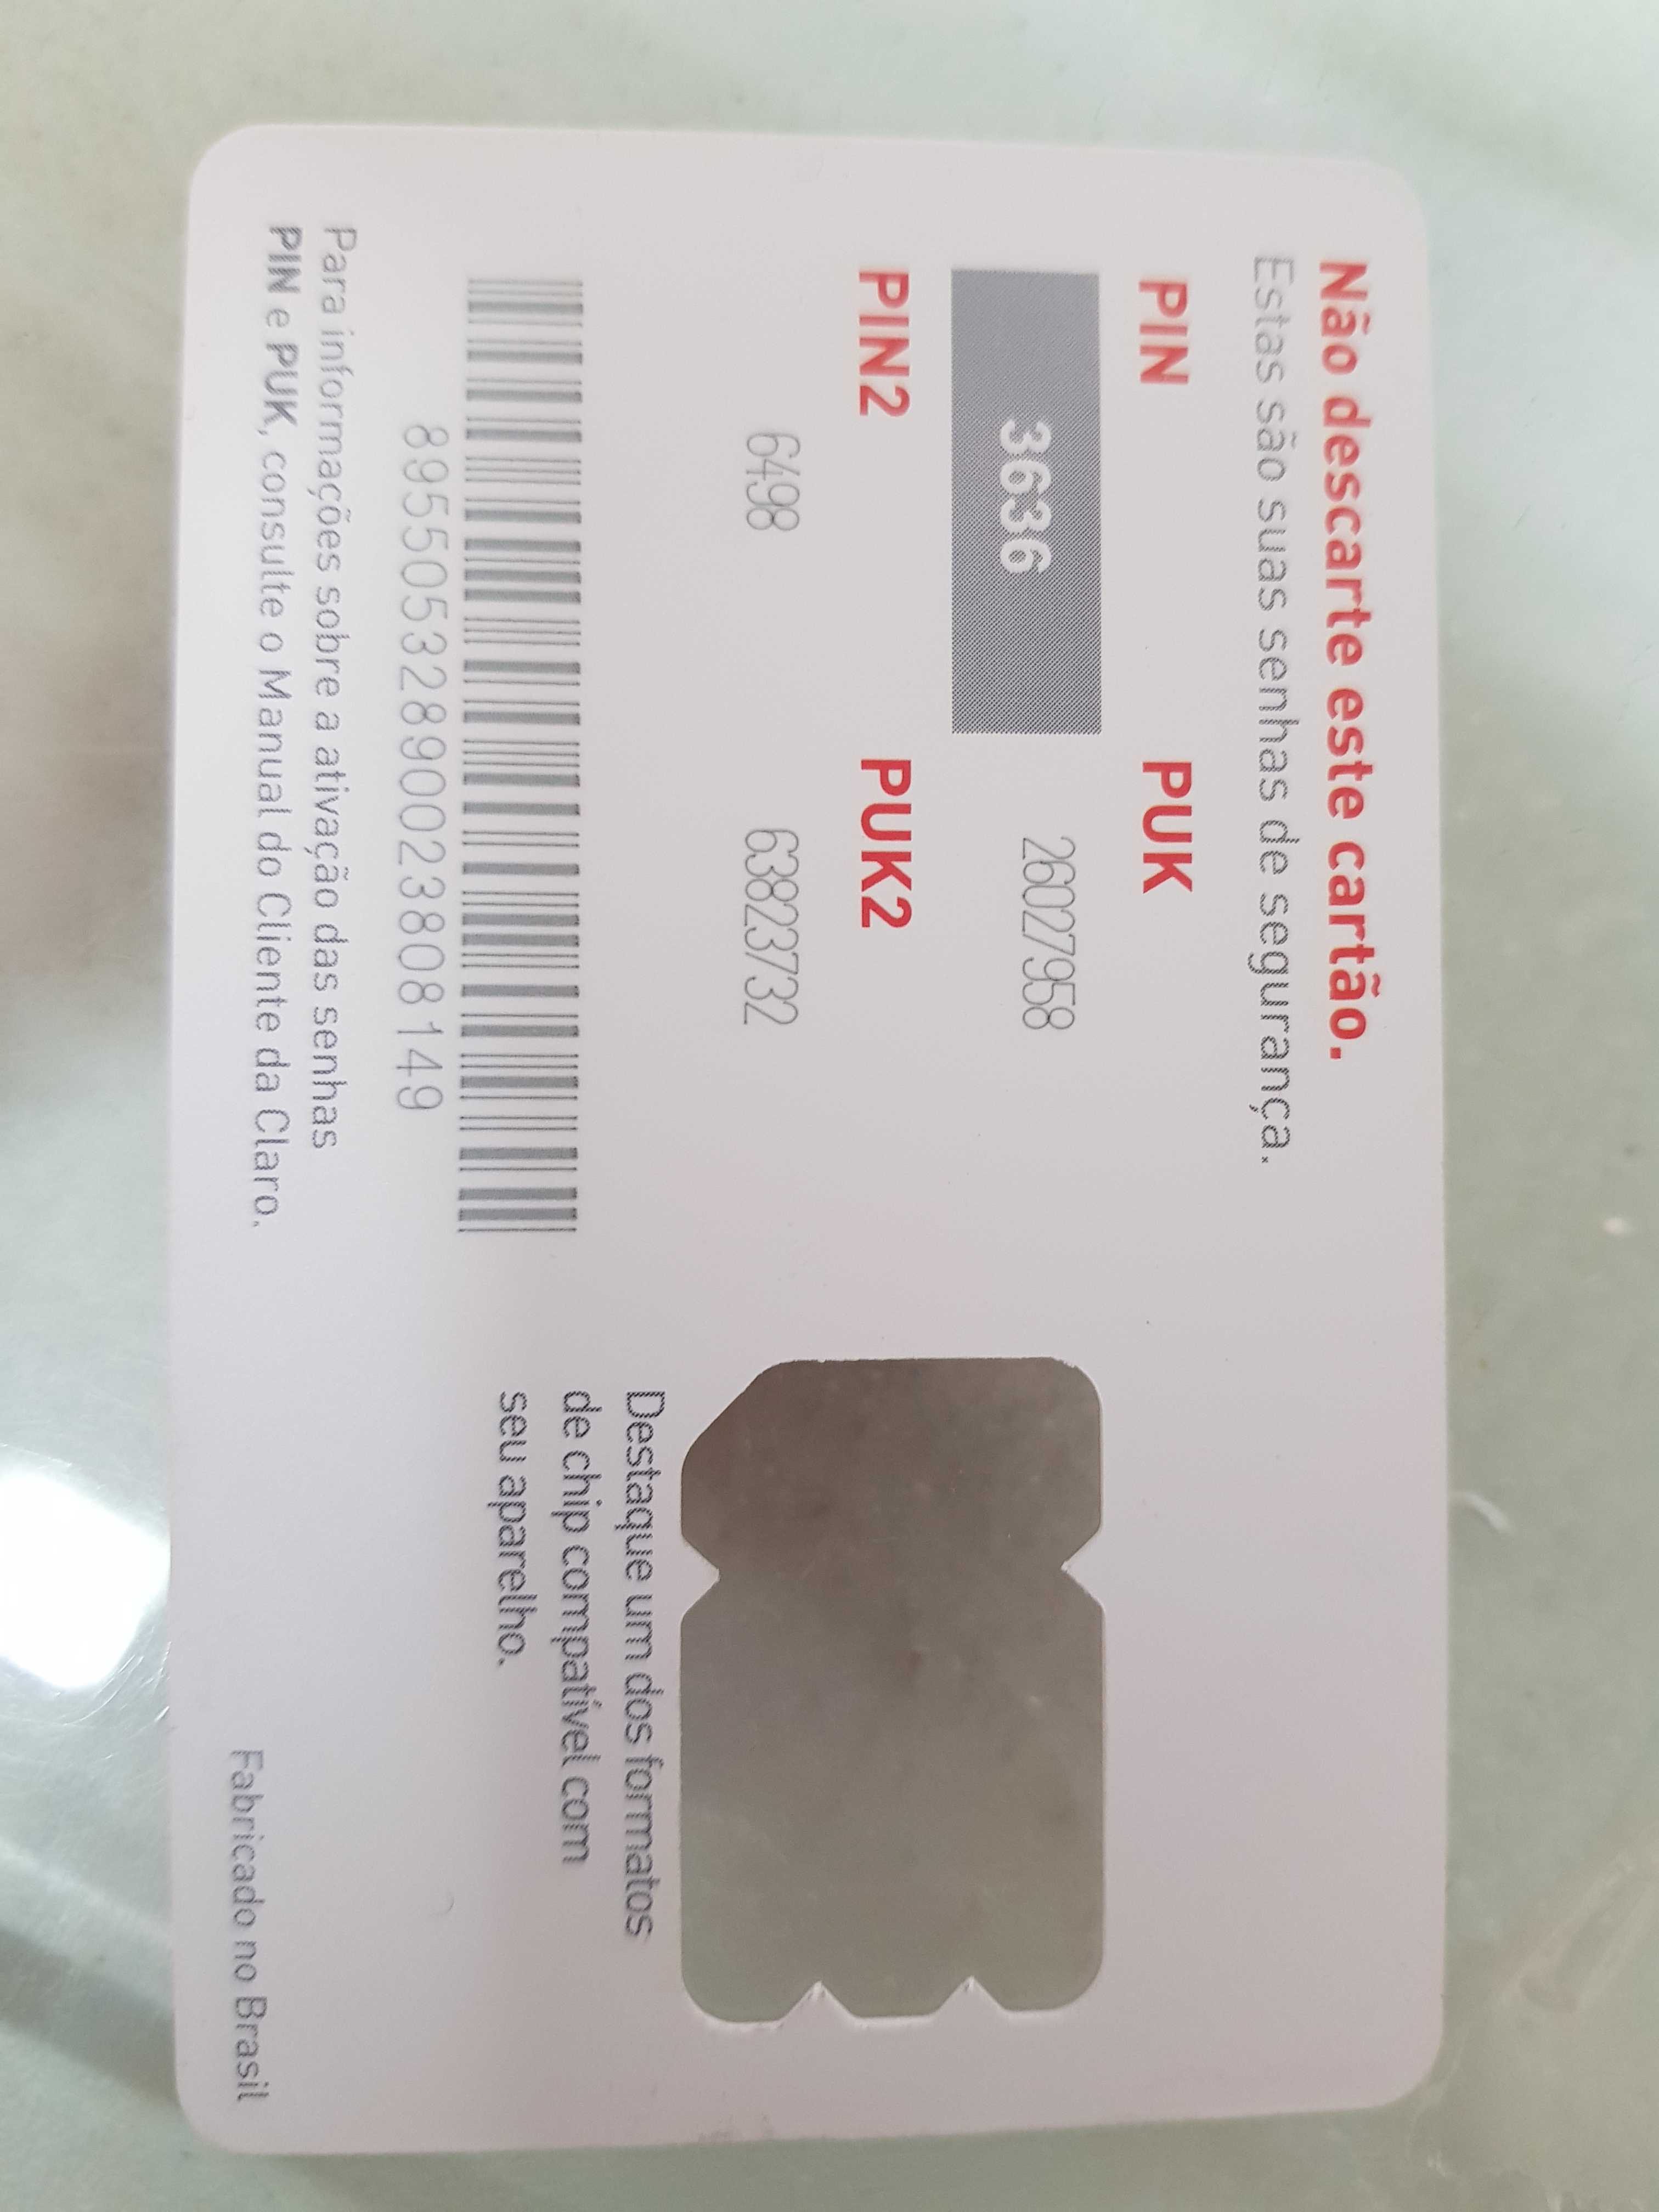 Não descarte este cartão.
Estas são suas senhas de segurança.
PIN PUK
3636 26027958
PIN2 PUK2
6498 63823732
89550532890023808149
Para informações sobre a ativação das senhas
PIN e PUK, consulte o Manual do Cliente da Claro.
Destaque um dos formatos
de chip compatível com
seu aparelho.
Fabricado no Brasil